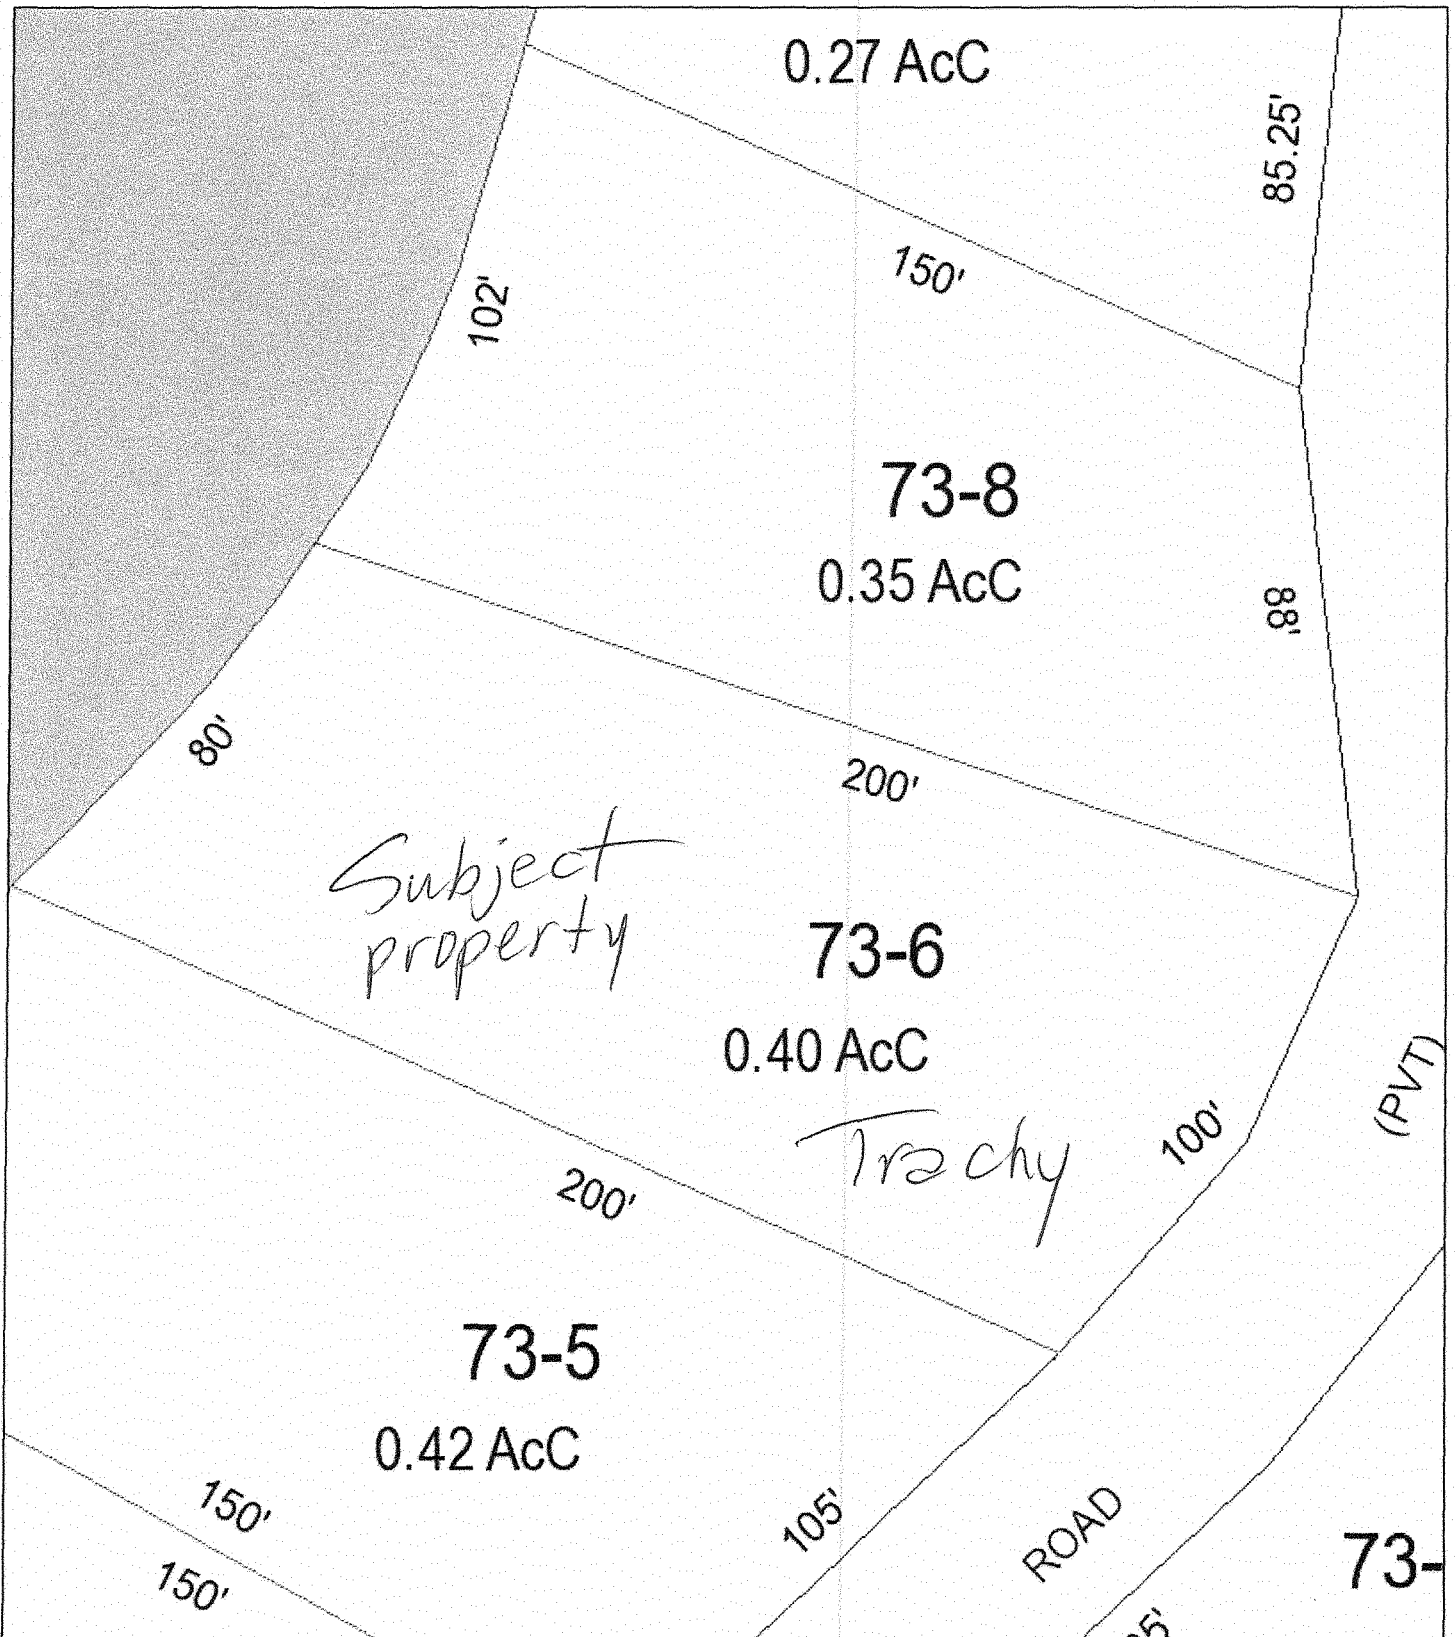 0.27 AcC
85.25'
150'
102'
73-8
0.35 AcC
88'
80'
200'
Subject
property
73-6
0.40 AcC
Trachy
100'
(PVT)
200'
73-5
0.42 AcC
150'
150'
105'
ROAD
73-